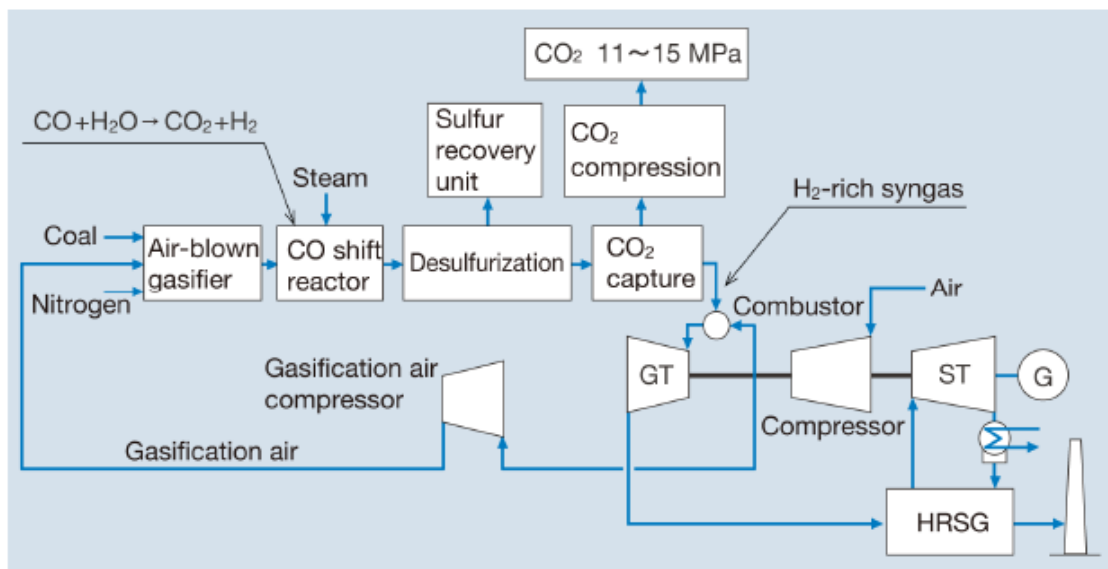 CO₂ 11~15 MPa
CO+H₂O→CO₂+H₂
Sulfur
recovery
unit
CO₂
compression
Steam
H₂-rich syngas
Coal
Air-blown
gasifier
CO shift
reactor
Desulfurization
CO₂
capture
Nitrogen
Combustor
Air
Gasification air
compressor
GT
ST
G
Compressor
Gasification air
HRSG